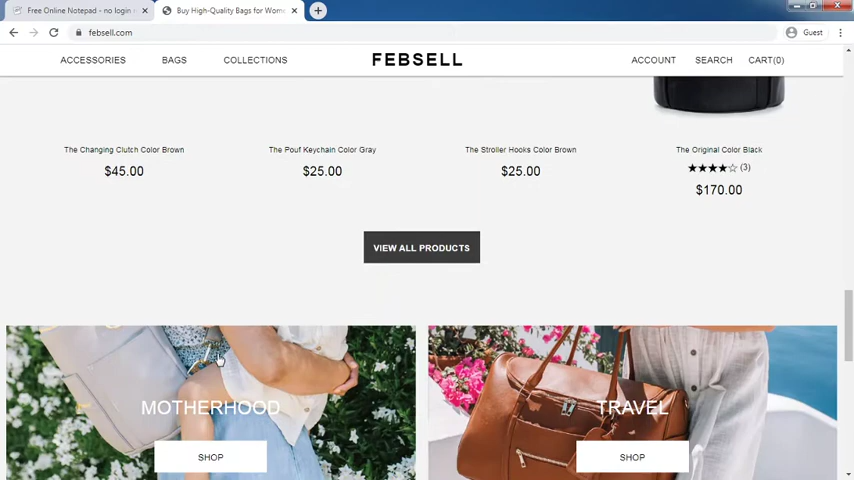 Free Online Notepad - no login
Buy High-Quality Bags for Wom
febsell.com
Guest
ACCESSORIES BAGS COLLECTIONS FEBSELL ACCOUNT SEARCH CART(0)
The Changing Clutch Color Brown
$45.00
The Pouf Keychain Color Gray
$25.00
The Stroller Hooks Color Brown
$25.00
The Original Color Black
★★★★☆ (3)
$170.00
VIEW ALL PRODUCTS
MOTHERHOOD
SHOP
TRAVEL
SHOP